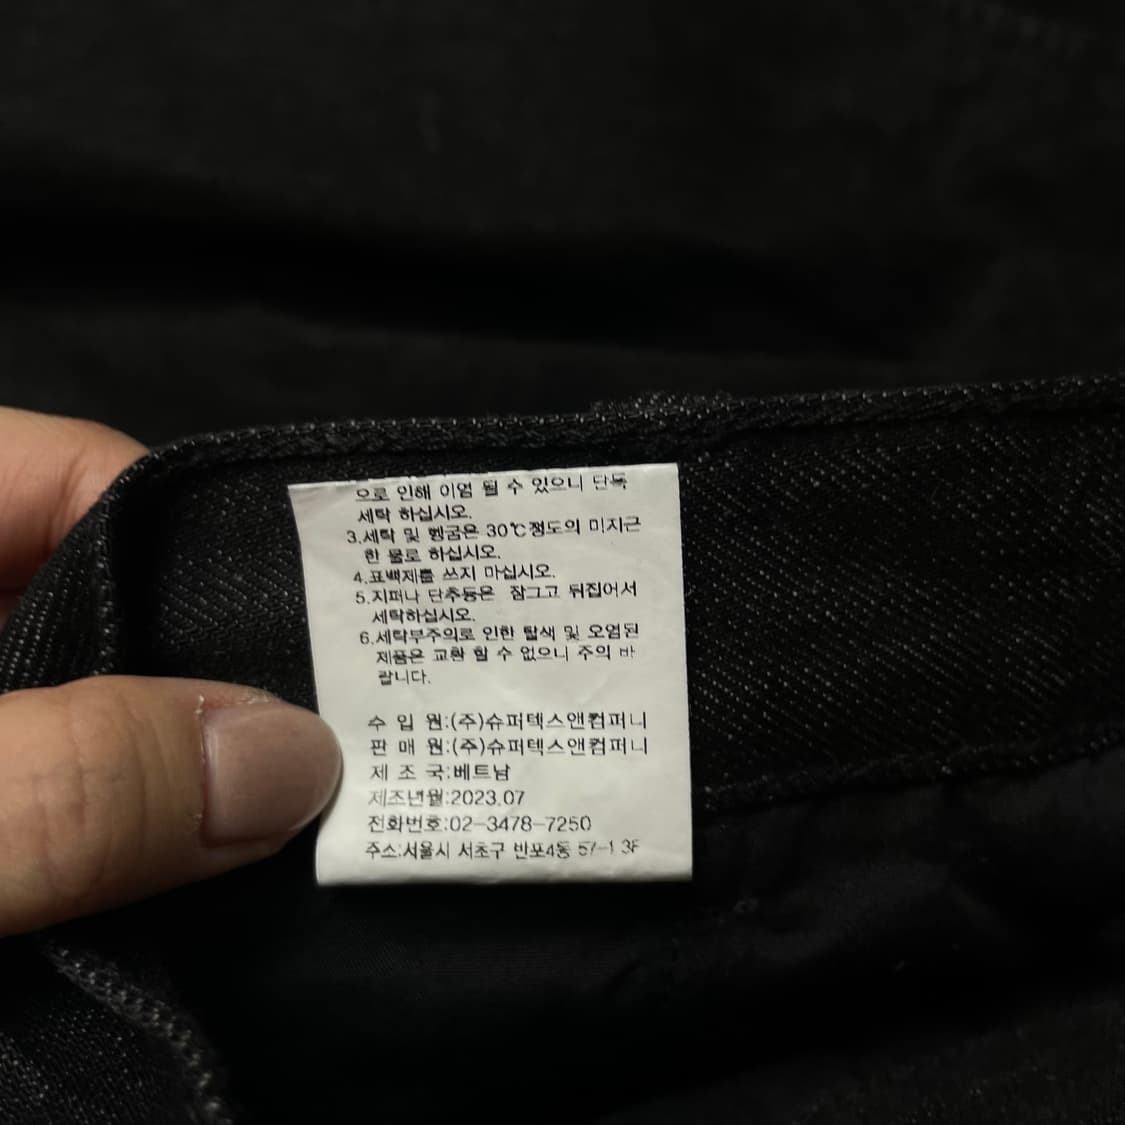 으로 인해 이염 될 수 있으니 단독
세탁 하십시오.
3.세탁 및 헹굼은 30℃정도의 미지근
한 물로 하십시오.
4.표백제를 쓰지 마십시오.
5.지퍼나 단추등은 잠그고 뒤집어서
세탁하십시오.
6.세탁부주의로 인한 탈색 및 오염된
제품은 교환 할 수 없으니 주의 바
랍니다.
수 입 원:(주)슈퍼텍스앤컴퍼니
판 매 원:(주)슈퍼텍스앤컴퍼니
제 조 국:베트남
제조년월:2023.07
전화번호:02-3478-7250
주소:서울시 서초구 반포4동 57-1 3F